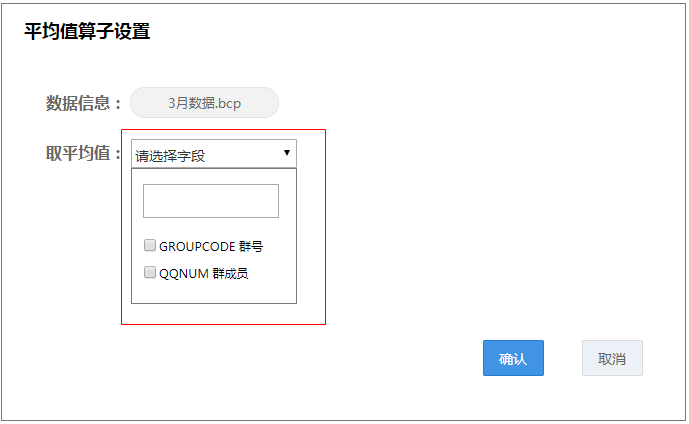 平均值算子设置
数据信息： 3月数据.bcp
取平均值： 请选择字段
GROUPCODE 群号
QQNUM 群成员
确认 取消